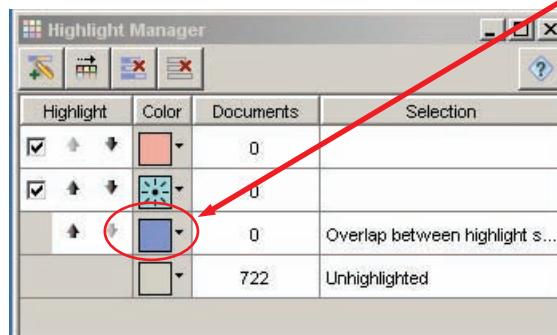 Highlight Manager
Highlight Color Documents Selection
0
0
0 Overlap between highlight s...
722 Unhighlighted